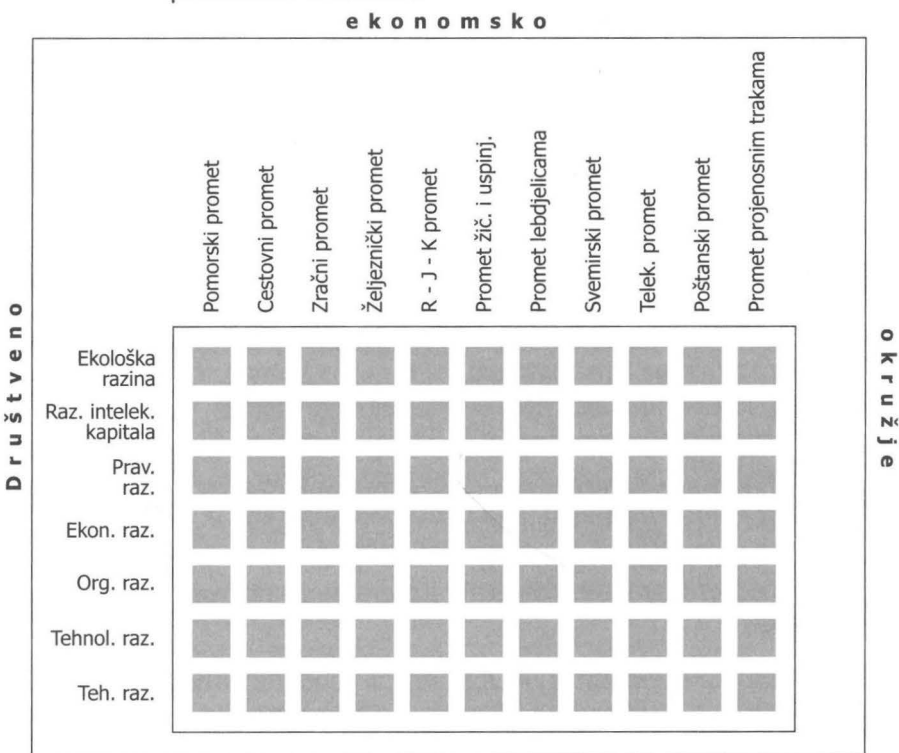 ekonomsko
Društveno
okružje
Pomorski promet
Cestovni promet
Zračni promet
Željeznički promet
R - J - K promet
Promet žič. i uspinj.
Promet lebdjelicama
Svemirski promet
Telek. promet
Poštanski promet
Promet projenosnim trakama
Ekološka
razina
Raz. intelek.
kapitala
Prav.
raz.
Ekon. raz.
Org. raz.
Tehnol. raz.
Teh. raz.